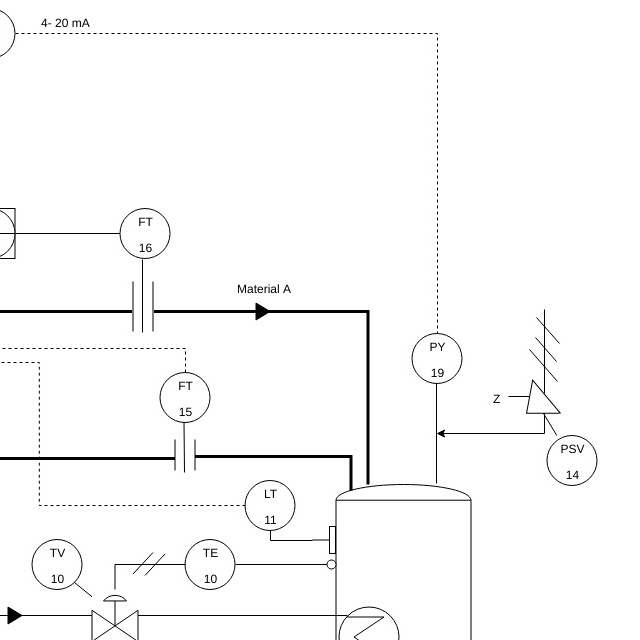 4- 20 mA
FT
16
Material A
PY
19
FT
15
Z
PSV
14
LT
11
TV
10
TE
10